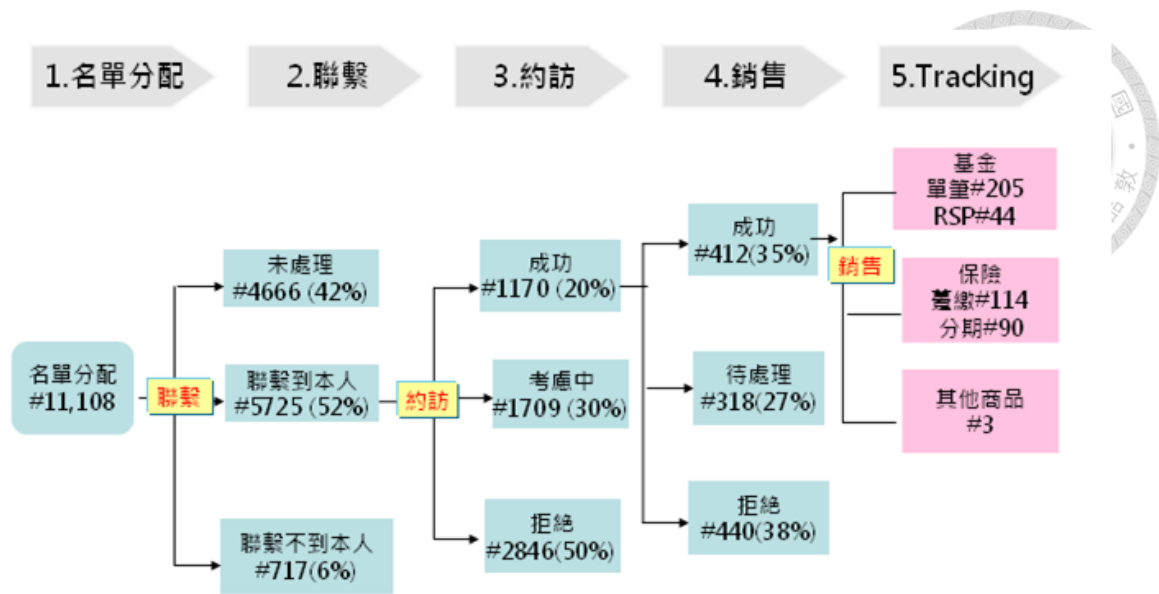 1.名單分配
2.聯繫
3.約訪
4.銷售
5.Tracking
名單分配
#11,108
聯繫
未處理
#4666 (42%)
聯繫到本人
#5725 (52%)
聯繫不到本人
#717(6%)
約訪
成功
#1170 (20%)
考慮中
#1709 (30%)
拒絕
#2846(50%)
成功
#412(35%)
待處理
#318(27%)
拒絕
#440(38%)
銷售
基金
單筆#205
RSP#44
保險
躉繳#114
分期#90
其他商品
#3
國
敦
品